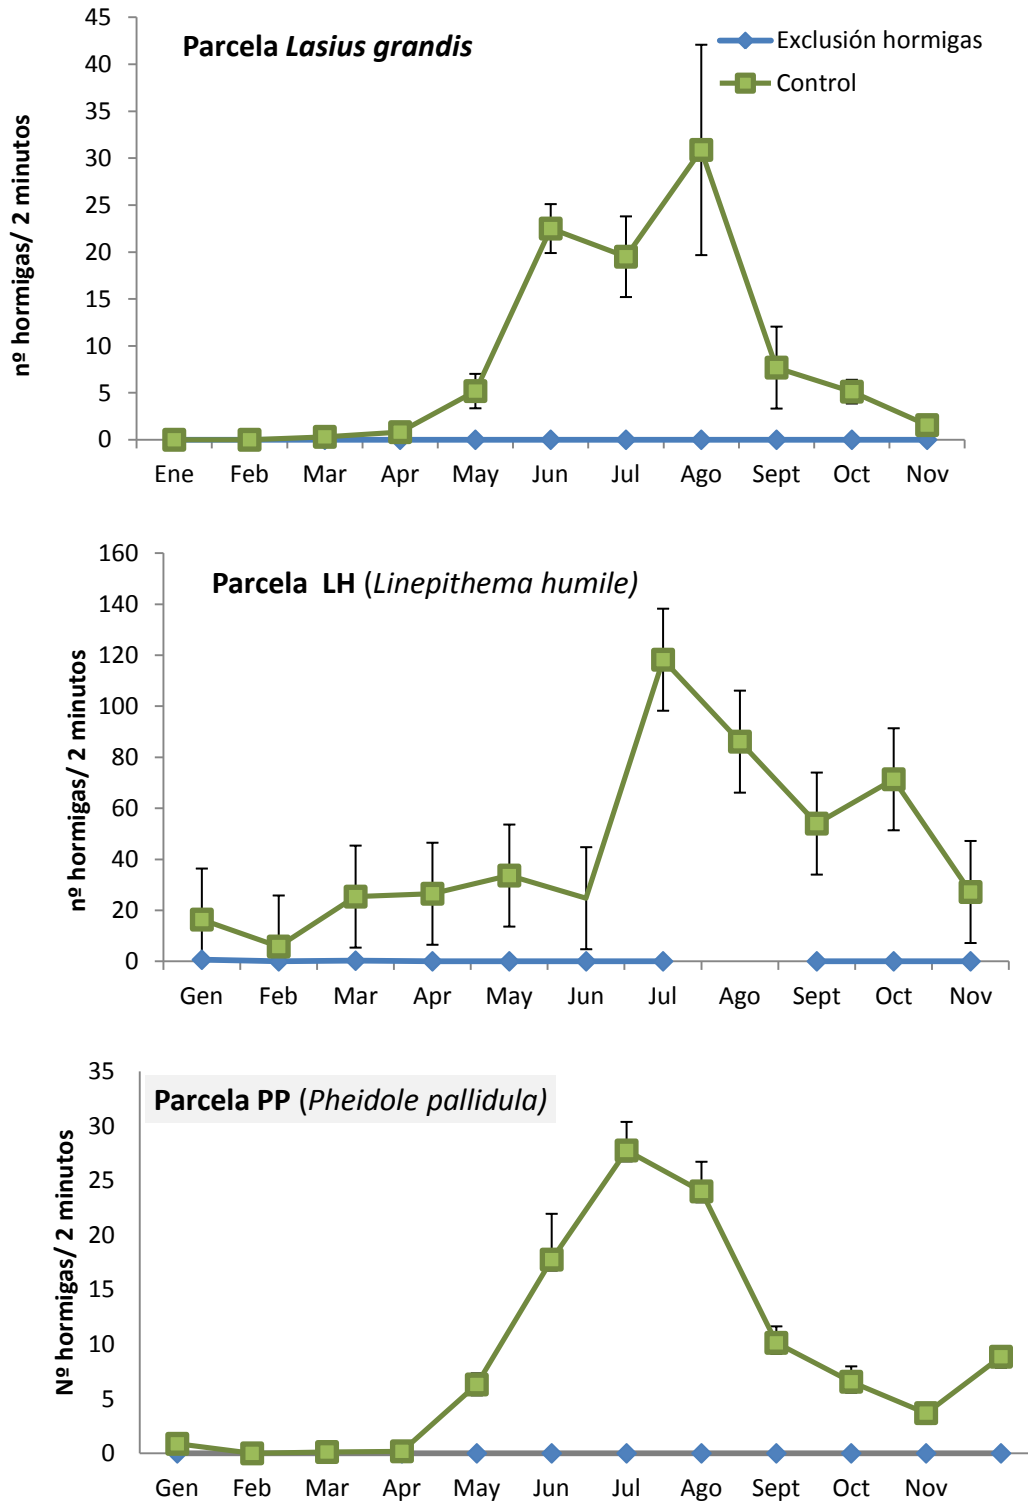 Parcela Lasius grandis
Exclusión hormigas
Control
nº hormigas/ 2 minutos
45
40
35
30
25
20
15
10
5
0
Ene Feb Mar Apr May Jun Jul Ago Sept Oct Nov
Parcela LH (Linepithema humile)
nº hormigas/ 2 minutos
160
140
120
100
80
60
40
20
0
Gen Feb Mar Apr May Jun Jul Ago Sept Oct Nov
Parcela PP (Pheidole pallidula)
Nº hormigas/ 2 minutos
35
30
25
20
15
10
5
0
Gen Feb Mar Apr May Jun Jul Ago Sept Oct Nov